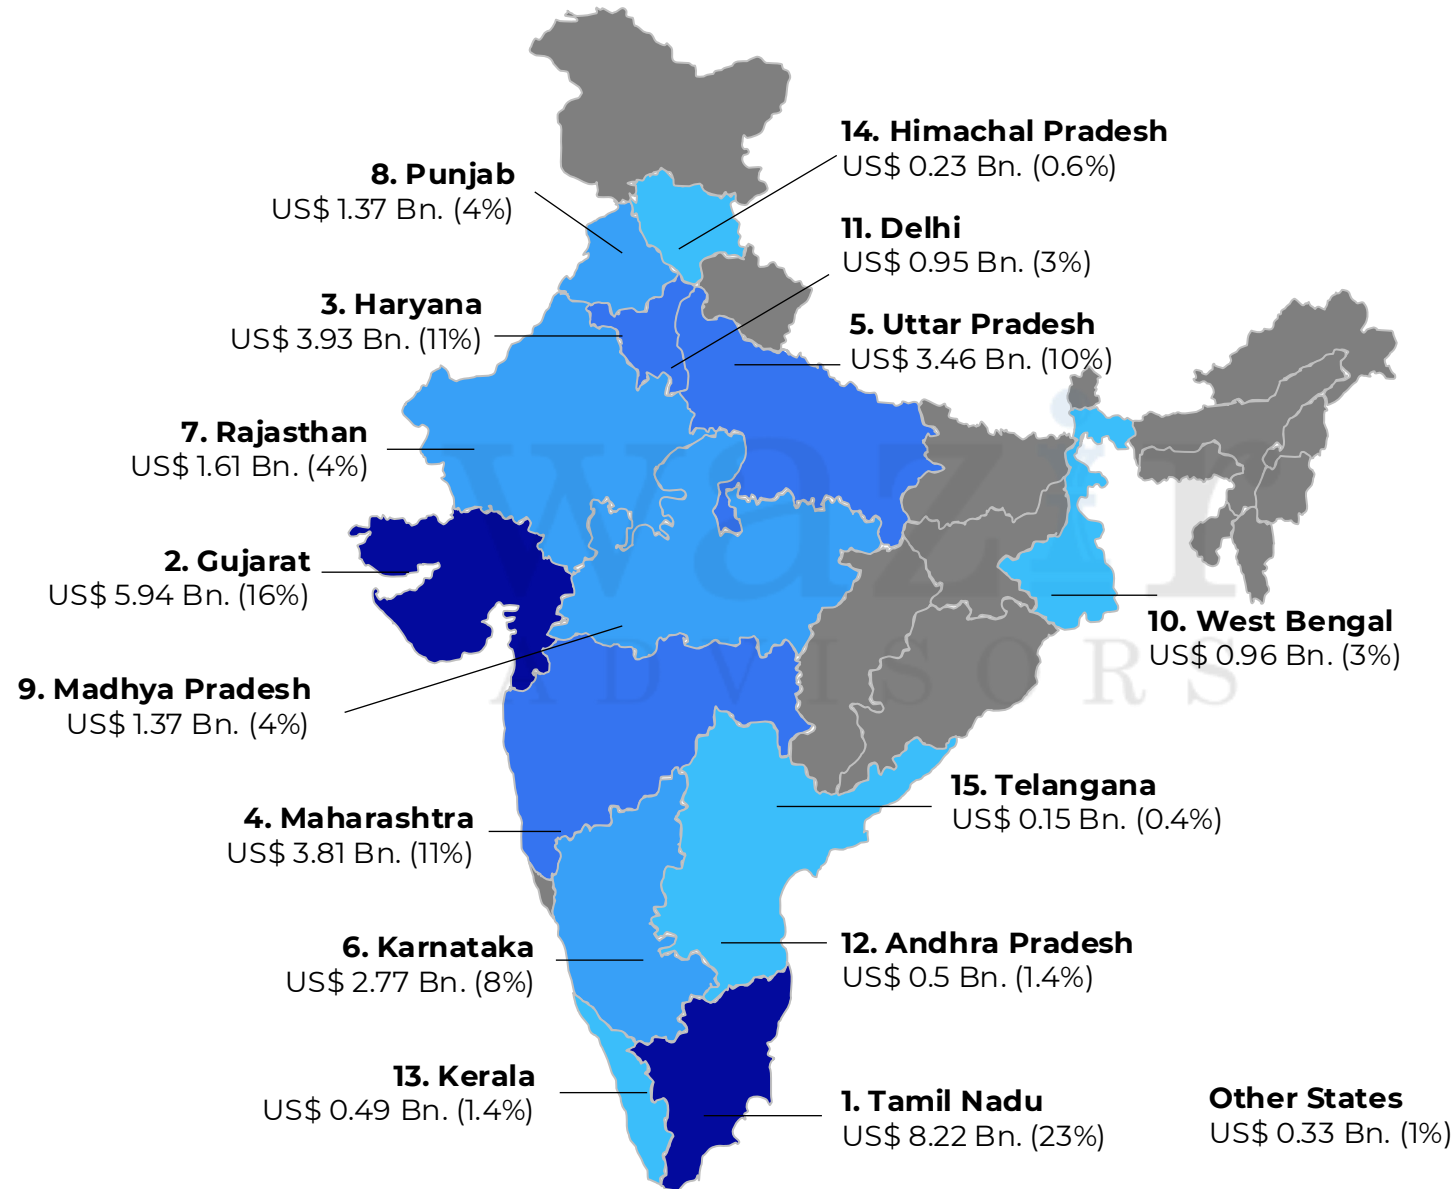 14. Himachal Pradesh
US$ 0.23 Bn. (0.6%)
8. Punjab
US$ 1.37 Bn. (4%)
11. Delhi
US$ 0.95 Bn. (3%)
3. Haryana
US$ 3.93 Bn. (11%)
5. Uttar Pradesh
US$ 3.46 Bn. (10%)
7. Rajasthan
US$ 1.61 Bn. (4%)
2. Gujarat
US$ 5.94 Bn. (16%)
wazir
ADVISORS
10. West Bengal
US$ 0.96 Bn. (3%)
9. Madhya Pradesh
US$ 1.37 Bn. (4%)
15. Telangana
US$ 0.15 Bn. (0.4%)
4. Maharashtra
US$ 3.81 Bn. (11%)
12. Andhra Pradesh
US$ 0.5 Bn. (1.4%)
6. Karnataka
US$ 2.77 Bn. (8%)
13. Kerala
US$ 0.49 Bn. (1.4%)
1. Tamil Nadu
US$ 8.22 Bn. (23%)
Other States
US$ 0.33 Bn. (1%)